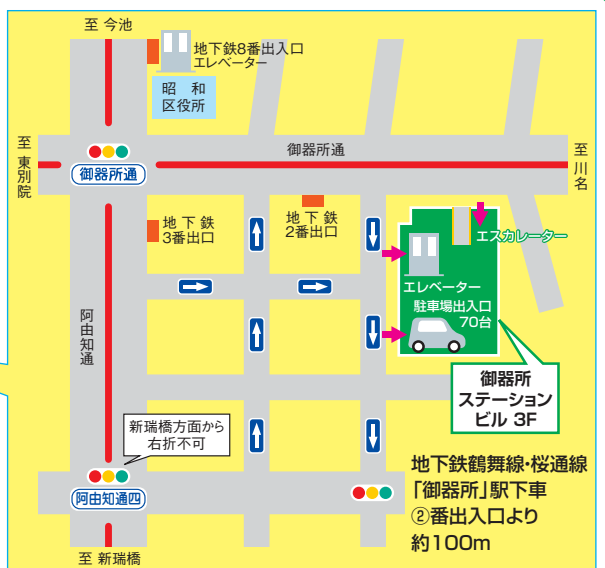 至 今池
地下鉄8番出入口
エレベーター
昭 和
区役所
至 東別院
御器所通
御器所通
至 川名
地 下 鉄
3番出口
地 下 鉄
2番出口
エスカレーター
エレベーター
駐車場出入口
70台
阿由知通
御器所
ステーション
ビル 3F
新瑞橋方面から
右折不可
阿由知通四
至 新瑞橋
地下鉄鶴舞線・桜通線
「御器所」駅下車
②番出入口より
約100m